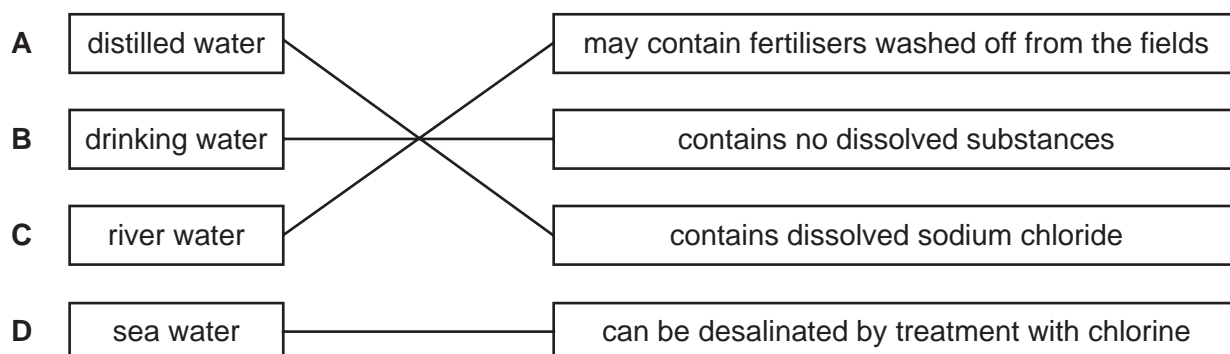 A distilled water may contain fertilisers washed off from the fields
B drinking water contains no dissolved substances
C river water contains dissolved sodium chloride
D sea water can be desalinated by treatment with chlorine